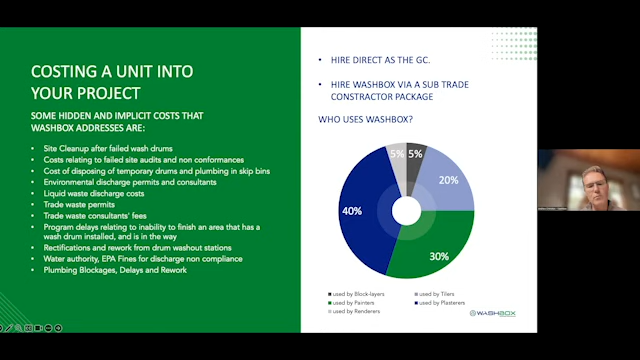 COSTING A UNIT INTO
YOUR PROJECT
SOME HIDDEN AND IMPLICIT COSTS THAT
WASHBOX ADDRESSES ARE:
• Site Cleanup after failed wash drums
• Costs relating to failed site audits and non conformances
• Cost of disposing of temporary drums and plumbing in skip bins
• Environmental discharge permits and consultants
• Liquid waste discharge costs
• Trade waste permits
• Trade waste consultants' fees
• Program delays relating to inability to finish an area that has a
wash drum installed, and is in the way
• Rectifications and rework from drum washout stations
• Water authority, EPA Fines for discharge non compliance
• Plumbing Blockages, Delays and Rework
• HIRE DIRECT AS THE GC.
• HIRE WASHBOX VIA A SUB TRADE
CONSTRACTOR PACKAGE
WHO USES WASHBOX?
5%
5%
20%
40%
30%
used by Block-layers
used by Tilers
used by Painters
used by Plasterers
used by Renderers
WASHBOX